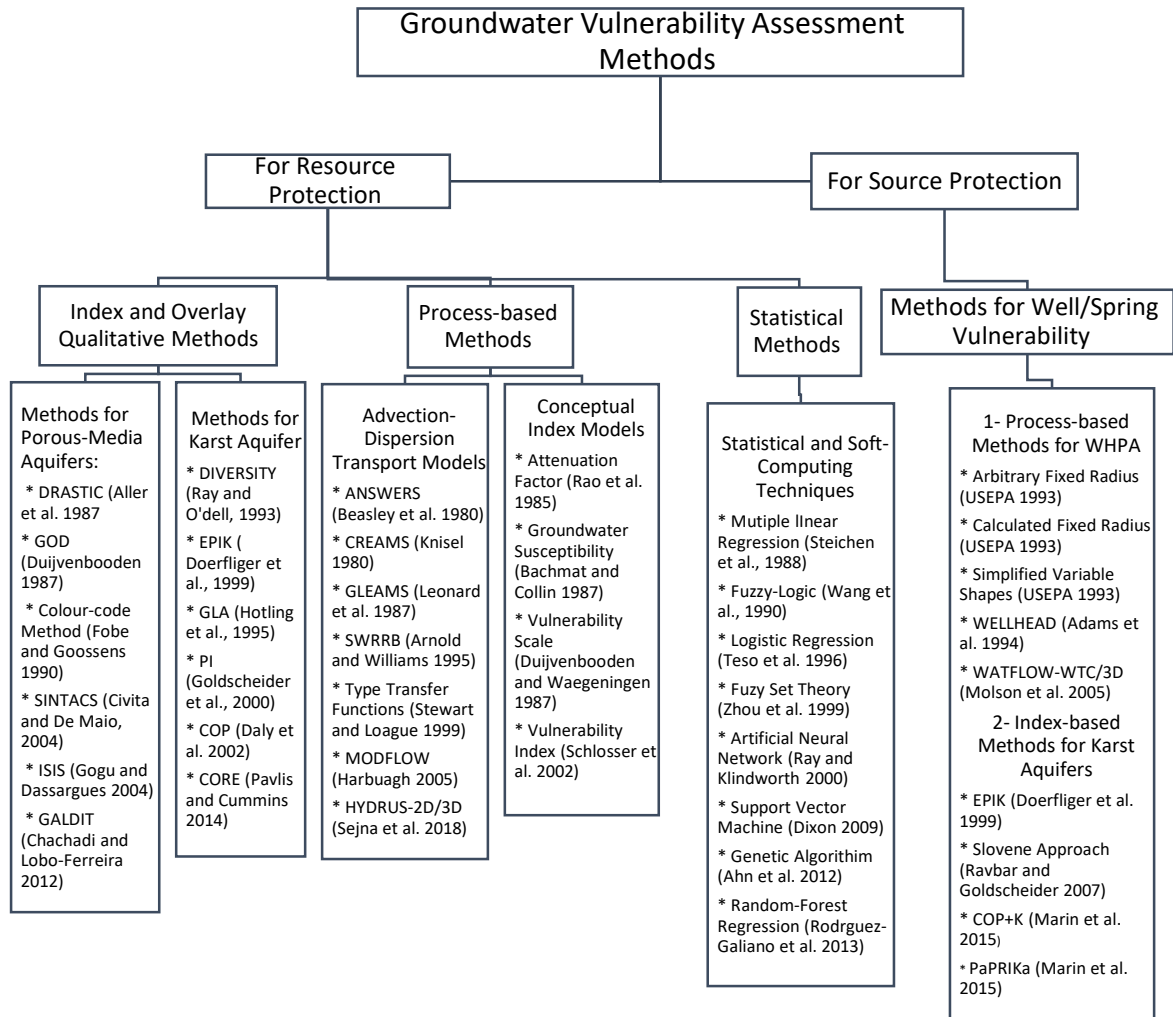 Groundwater Vulnerability Assessment
Methods
For Resource
Protection
For Source Protection
Index and Overlay
Qualitative Methods
Process-based
Methods
Statistical
Methods
Methods for Well/Spring
Vulnerability
Methods for
Porous-Media
Aquifers:
* DRASTIC (Aller
et al. 1987
* GOD
(Duijvenbooden
1987)
* Colour-code
Method (Fobe
and Goossens
1990)
* SINTACS (Civita
and De Maio,
2004)
* ISIS (Gogu and
Dassargues 2004)
* GALDIT
(Chachadi and
Lobo-Ferreira
2012)
Methods for
Karst Aquifer
* DIVERSITY
(Ray and
O'dell, 1993)
* EPIK (
Doerfliger et
al., 1999)
* GLA (Hotling
et al., 1995)
* PI
(Goldscheider
et al., 2000)
* COP (Daly et
al. 2002)
* CORE (Pavlis
and Cummins
2014)
Advection-
Dispersion
Transport Models
* ANSWERS
(Beasley et al. 1980)
* CREAMS (Knisel
1980)
* GLEAMS (Leonard
et al. 1987)
* SWRRB (Arnold
and Williams 1995)
* Type Transfer
Functions (Stewart
and Loague 1999)
* MODFLOW
(Harbuagh 2005)
* HYDRUS-2D/3D
(Sejna et al. 2018)
Conceptual
Index Models
* Attenuation
Factor (Rao et al.
1985)
* Groundwater
Susceptibility
(Bachmat and
Collin 1987)
* Vulnerability
Scale
(Duijvenbooden
and Waegeningen
1987)
* Vulnerability
Index (Schlosser
et al. 2002)
Statistical and Soft-
Computing
Techniques
* Mutiple lInear
Regression (Steichen
et al., 1988)
* Fuzzy-Logic (Wang et
al., 1990)
* Logistic Regression
(Teso et al. 1996)
* Fuzy Set Theory
(Zhou et al. 1999)
* Artificial Neural
Network (Ray and
Klindworth 2000)
* Support Vector
Machine (Dixon 2009)
* Genetic Algorithim
(Ahn et al. 2012)
* Random-Forest
Regression (Rodrguez-
Galiano et al. 2013)
1- Process-based
Methods for WHPA
* Arbitrary Fixed Radius
(USEPA 1993)
* Calculated Fixed Radius
(USEPA 1993)
* Simplified Variable
Shapes (USEPA 1993)
* WELLHEAD (Adams et
al. 1994)
* WATFLOW-WTC/3D
(Molson et al. 2005)
2- Index-based
Methods for Karst
Aquifers
* EPIK (Doerfliger et al.
1999)
* Slovene Approach
(Ravbar and
Goldscheider 2007)
* COP+K (Marin et al.
2015)
* PaPRIKa (Marin et al.
2015)